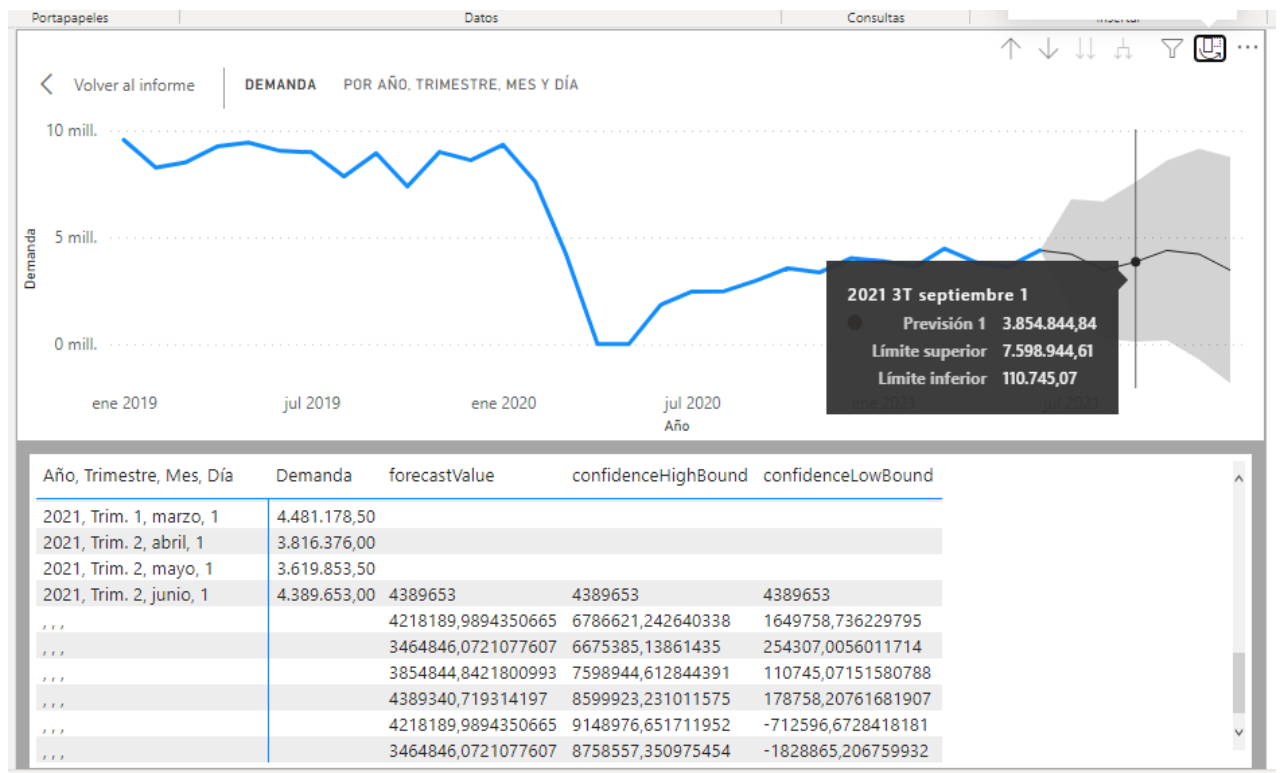 Portapapeles Datos Consultas Insertar
Volver al informe DEMANDA POR AÑO, TRIMESTRE, MES Y DÍA
10 mill.
5 mill.
0 mill.
Demanda
2021 3T septiembre 1
Previsión 1 3.854.844,84
Límite superior 7.598.944,61
Límite inferior 110.745,07
ene 2019 jul 2019 ene 2020 jul 2020 ene 2021 jul 2021
Año
Año, Trimestre, Mes, Día Demanda forecastValue confidenceHighBound confidenceLowBound
2021, Trim. 1, marzo, 1 4.481.178,50
2021, Trim. 2, abril, 1 3.816.376,00
2021, Trim. 2, mayo, 1 3.619.853,50
2021, Trim. 2, junio, 1 4.389.653,00 4389653 4389653 4389653
, , , 4218189,9894350665 6786621,242640338 1649758,736229795
, , , 3464846,0721077607 6675385,13861435 254307,0056011714
, , , 3854844,8421800993 7598944,612844391 110745,07151580788
, , , 4389340,719314197 8599923,231011575 178758,20761681907
, , , 4218189,9894350665 9148976,651711952 -712596,6728418181
, , , 3464846,0721077607 8758557,350975454 -1828865,206759932